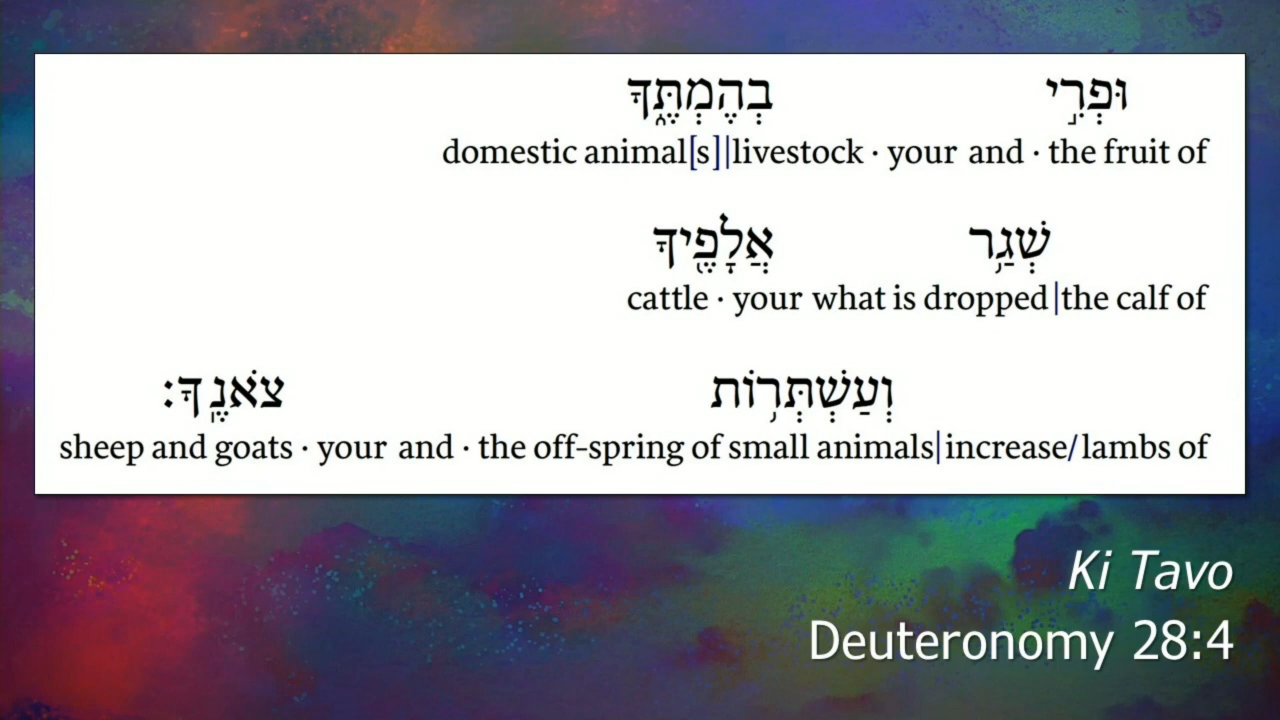 וּפְרִ֣י בְהֶמְתֶּ֑ךָ
domestic animal[s]|livestock · your and · the fruit of
שְׁגַ֥ר אֲלָפֶ֖יךָ
cattle · your what is dropped|the calf of
וְעַשְׁתְּר֥וֹת צֹאנֶֽךָ׃
sheep and goats · your and · the off-spring of small animals|increase/lambs of
Ki Tavo
Deuteronomy 28:4